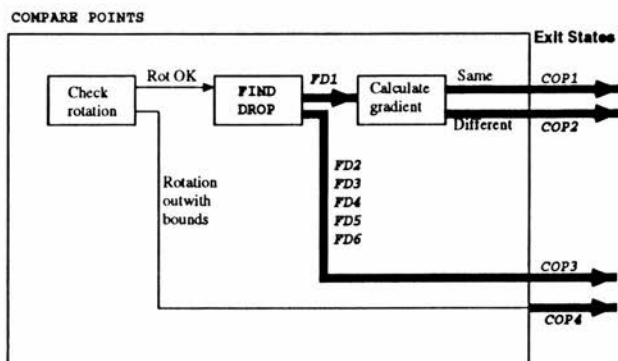 COMPARE POINTS
Exit States
Check
rotation
Rot OK
FIND
DROP
FD1
Calculate
gradient
Same
COP1
Different
COP2
Rotation
outwith
bounds
FD2
FD3
FD4
FD5
FD6
COP3
COP4